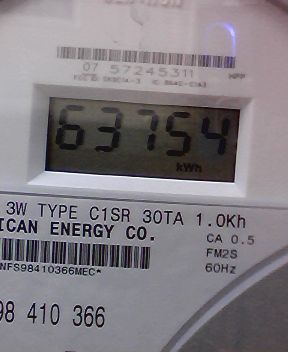 07 57245311
63754
kWh
3W TYPE C1SR 30TA 1.0Kh
ICAN ENERGY CO.
CA 0.5
FM2S
60Hz
NFS98410366MEC*
98 410 366